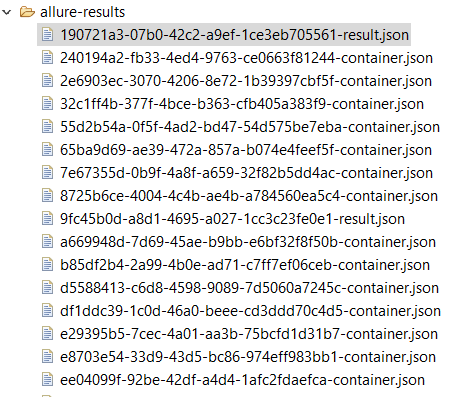 allure-results
190721a3-07b0-42c2-a9ef-1ce3eb705561-result.json
240194a2-fb33-4ed4-9763-ce0663f81244-container.json
2e6903ec-3070-4206-8e72-1b39397cbf5f-container.json
32c1ff4b-377f-4bce-b363-cfb405a383f9-container.json
55d2b54a-0f5f-4ad2-bd47-54d575be7eba-container.json
65ba9d69-ae39-472a-857a-b074e4feef5f-container.json
7e67355d-0b9f-4a8f-a659-32f82b5dd4ac-container.json
8725b6ce-4004-4c4b-ae4b-a784560ea5c4-container.json
9fc45b0d-a8d1-4695-a027-1cc3c23fe0e1-result.json
a669948d-7d69-45ae-b9bb-e6bf32f8f50b-container.json
b85df2b4-2a99-4b0e-ad71-c7ff7ef06ceb-container.json
d5588413-c6d8-4598-9089-7d5060a7245c-container.json
df1ddc39-1c0d-46a0-beee-cd3ddd70c4d5-container.json
e29395b5-7cec-4a01-aa3b-75bcfd1d31b7-container.json
e8703e54-33d9-43d5-bc86-974eff983bb1-container.json
ee04099f-92be-42df-a4d4-1afc2fdaefca-container.json